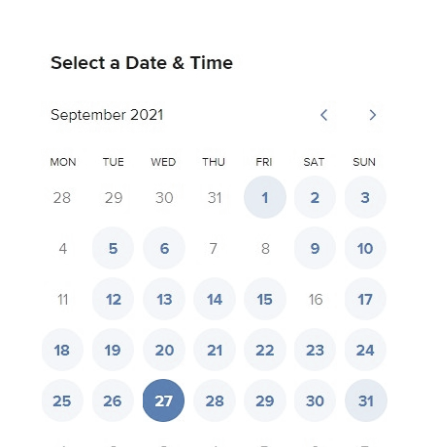 Select a Date & Time
September 2021
MON TUE WED THU FRI SAT SUN
28 29 30 31 1 2 3
4 5 6 7 8 9 10
11 12 13 14 15 16 17
18 19 20 21 22 23 24
25 26 27 28 29 30 31